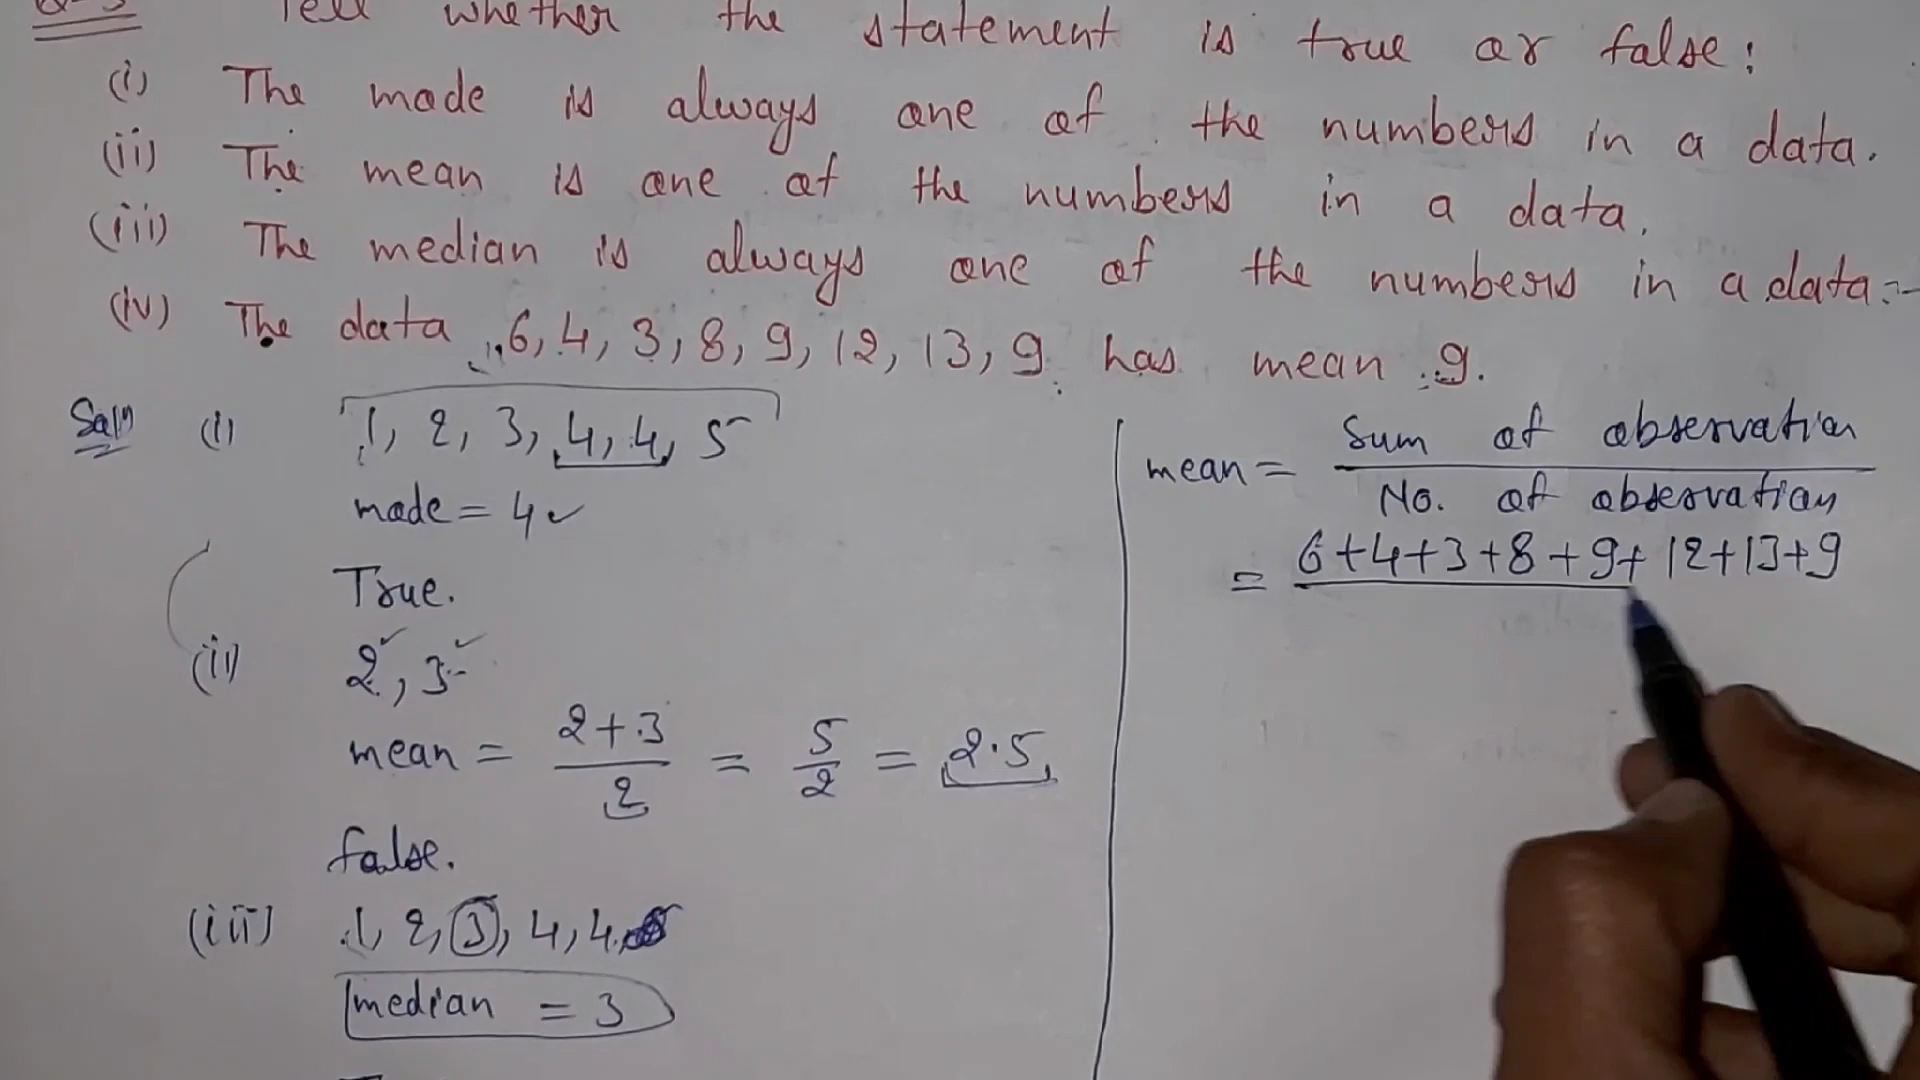 Tell whether the statement is true or false:
(i) The mode is always one of the numbers in a data.
(ii) The mean is one of the numbers in a data.
(iii) The median is always one of the numbers in a data.
(iv) The data 6, 4, 3, 8, 9, 12, 13, 9 has mean 9.
Solⁿ (i) 1, 2, 3, 4, 4, 5
mode = 4 ✓
True.
(ii) 2, 3
mean = 2+3/2 = 5/2 = 2.5
false.
(iii) 1, 2, 3, 4, 4
median = 3
mean = Sum of observation / No. of observation
= 6+4+3+8+9+12+13+9